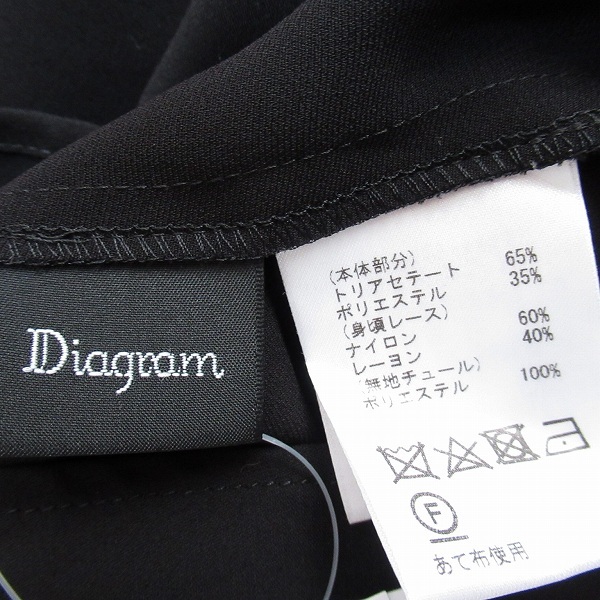 Diagram
(本体部分)
トリアセテート 65%
ポリエステル 35%
(身頃レース)
ナイロン 60%
レーヨン 40%
(無地チュール)
ポリエステル 100%
F
あて布使用